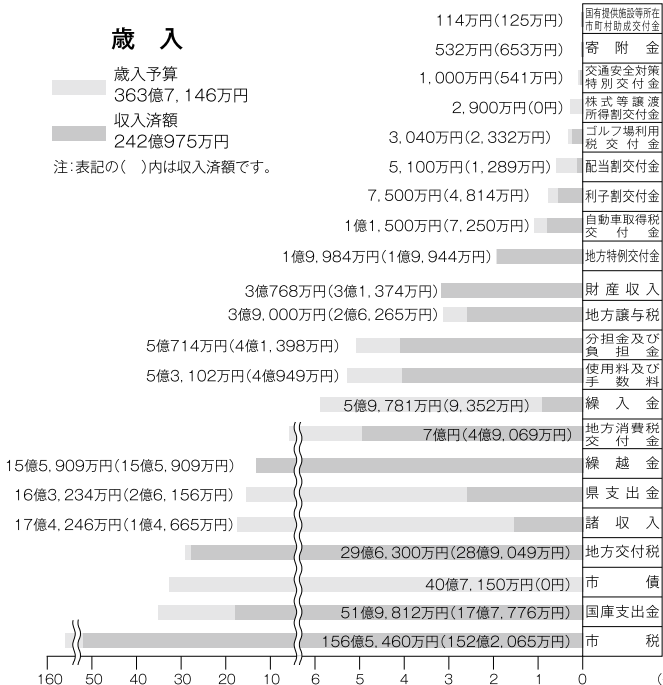 歳入
歳入予算
363億7,146万円
収入済額
242億975万円
注：表記の（　）内は収入済額です。
114万円(125万円)
国有提供施設等所在
市町村助成交付金
532万円(653万円)
寄附金
1,000万円(541万円)
交通安全対策
特別交付金
2,900万円(0円)
株式等譲渡
所得割交付金
3,040万円(2,332万円)
ゴルフ場利用
税交付金
5,100万円(1,289万円)
配当割交付金
7,500万円(4,814万円)
利子割交付金
1億1,500万円(7,250万円)
自動車取得税
交付金
1億9,984万円(1億9,944万円)
地方特例交付金
3億768万円(3億1,374万円)
財産収入
3億9,000万円(2億6,265万円)
地方譲与税
5億714万円(4億1,398万円)
分担金及び
負担金
5億3,102万円(4億949万円)
使用料及び
手数料
5億9,781万円(9,352万円)
繰入金
7億円(4億9,069万円)
地方消費税
交付金
15億5,909万円(15億5,909万円)
繰越金
16億3,234万円(2億6,156万円)
県支出金
17億4,246万円(1億4,665万円)
諸収入
29億6,300万円(28億9,049万円)
地方交付税
40億7,150万円(0円)
市債
51億9,812万円(17億7,776万円)
国庫支出金
156億5,460万円(152億2,065万円)
市税
160 50 40 30 20 10 6 5 4 3 2 1 0 (